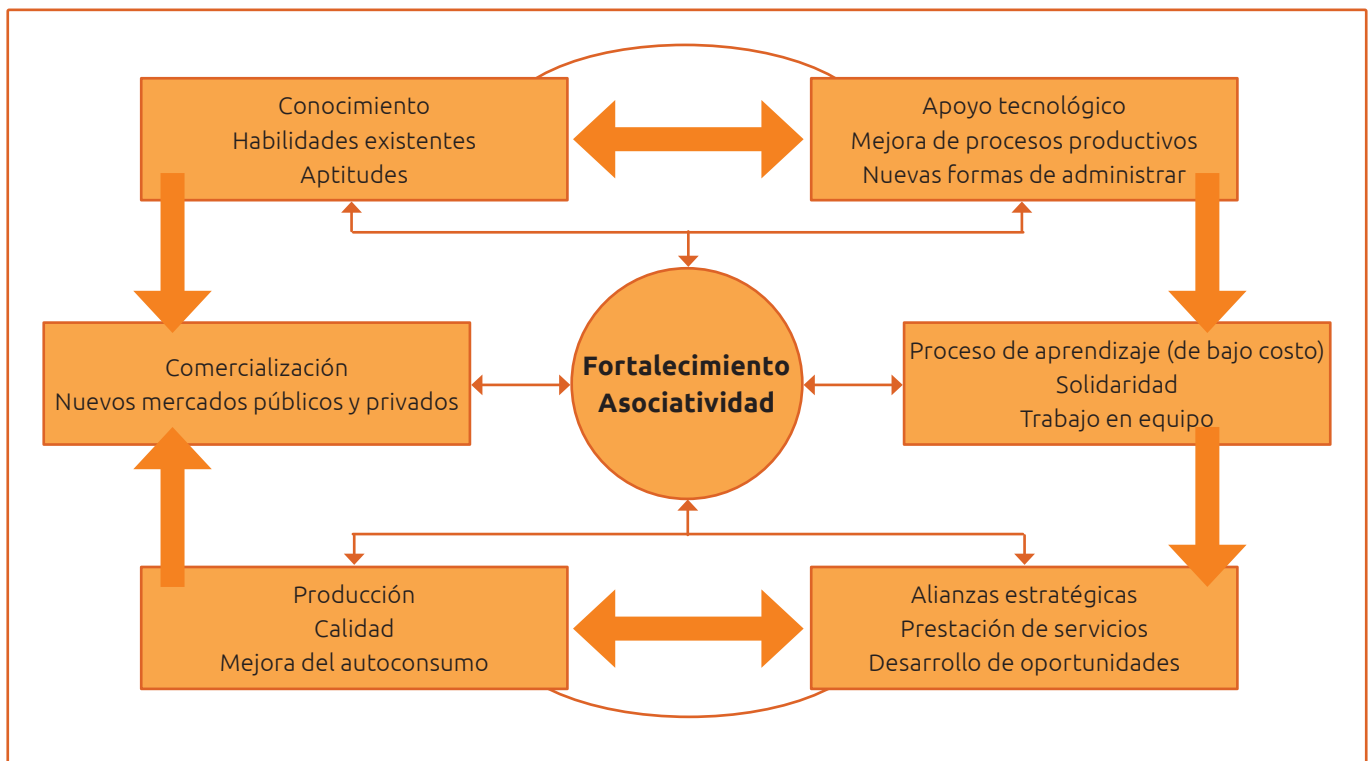 Conocimiento
Habilidades existentes
Aptitudes
Apoyo tecnológico
Mejora de procesos productivos
Nuevas formas de administrar
Comercialización
Nuevos mercados públicos y privados
Fortalecimiento
Asociatividad
Proceso de aprendizaje (de bajo costo)
Solidaridad
Trabajo en equipo
Producción
Calidad
Mejora del autoconsumo
Alianzas estratégicas
Prestación de servicios
Desarrollo de oportunidades